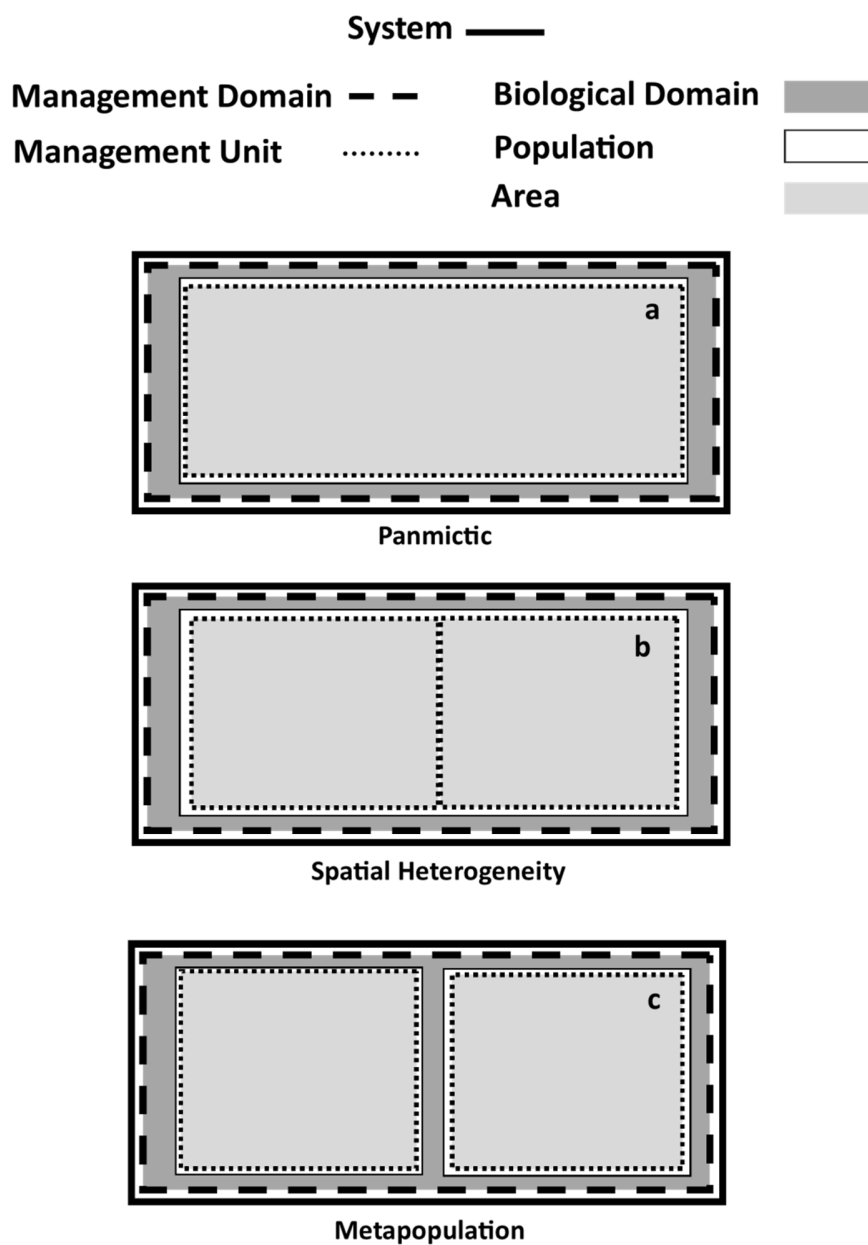 System
Management Domain
Biological Domain
Management Unit
Population
Area
a
Panmictic
b
Spatial Heterogeneity
c
Metapopulation